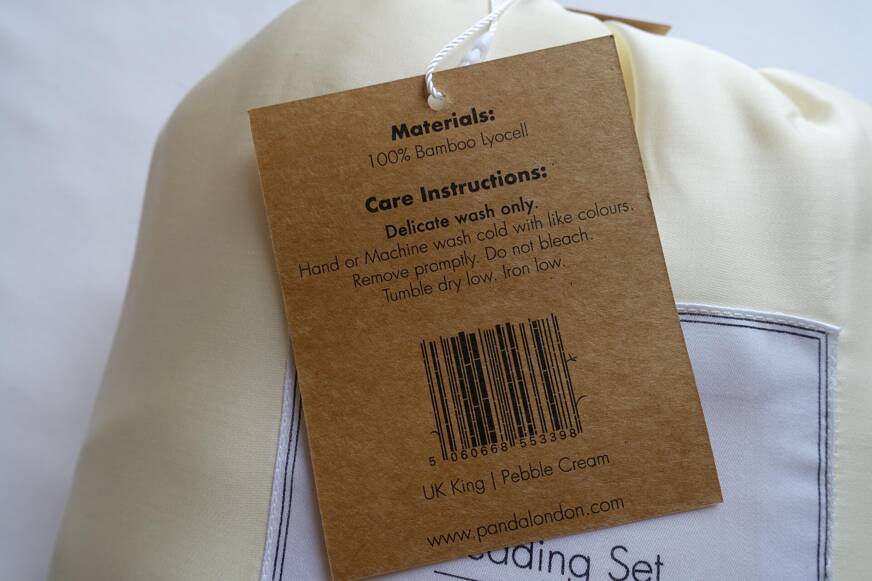 Materials:
100% Bamboo Lyocell
Care Instructions:
Delicate wash only.
Hand or Machine wash cold with like colours.
Remove promptly. Do not bleach.
Tumble dry low. Iron low.
5 060668 553398
UK King | Pebble Cream
www.pandalondon.com
Set